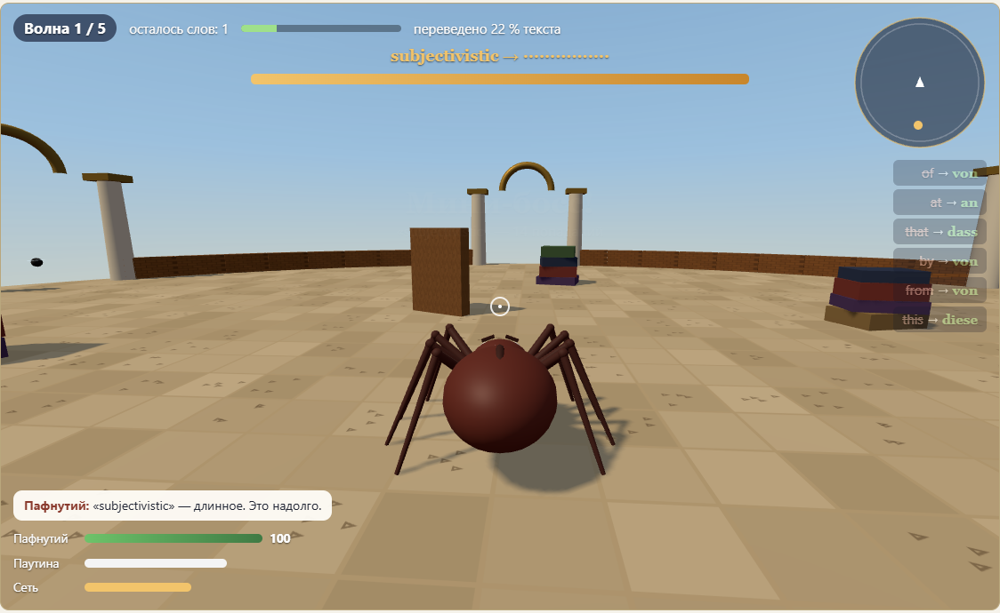 Волна 1 / 5 осталось слов: 1 переведено 22 % текста
subjectivistic → ················
of → von
at → an
that → dass
by → von
from → von
this → diese
Пафнутий: «subjectivistic» — длинное. Это надолго.
Пафнутий 100
Паутина
Сеть